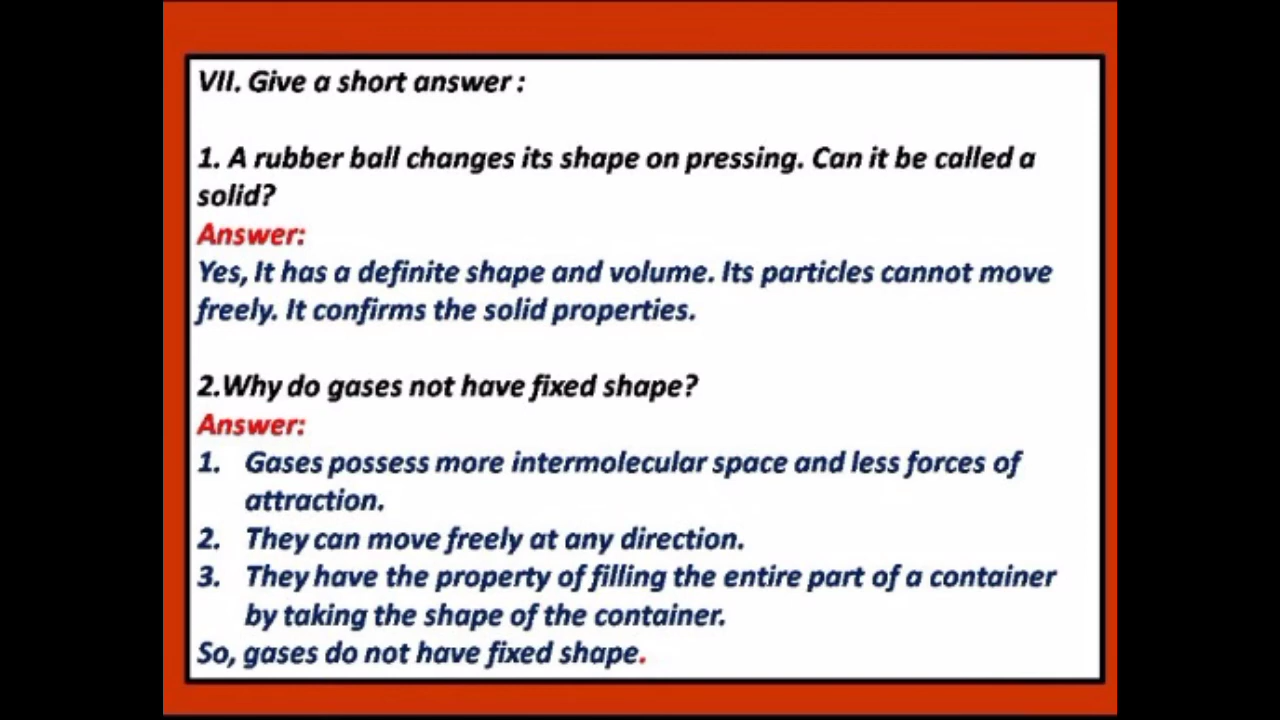 VII. Give a short answer :
1. A rubber ball changes its shape on pressing. Can it be called a
solid?
Answer:
Yes, It has a definite shape and volume. Its particles cannot move
freely. It confirms the solid properties.
2.Why do gases not have fixed shape?
Answer:
1. Gases possess more intermolecular space and less forces of
attraction.
2. They can move freely at any direction.
3. They have the property of filling the entire part of a container
by taking the shape of the container.
So, gases do not have fixed shape.